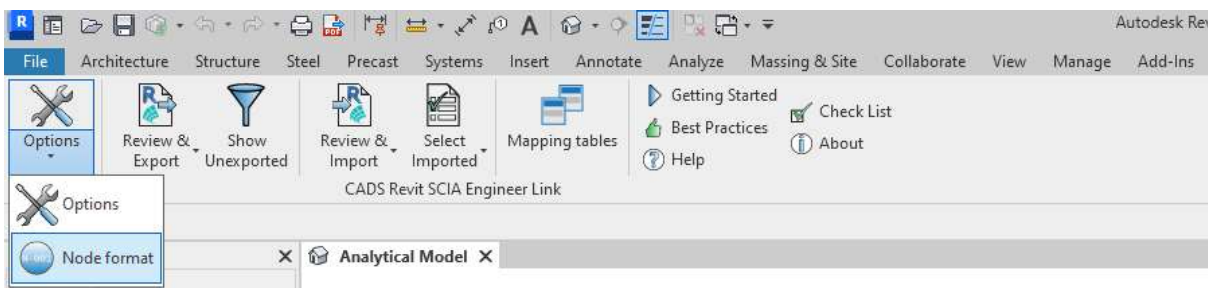 R PDF A Autodesk Rev
File Architecture Structure Steel Precast Systems Insert Annotate Analyze Massing & Site Collaborate View Manage Add-Ins
Options
Review & Export
Show Unexported
Review & Import
Select Imported
Mapping tables
Getting Started
Best Practices
Help
Check List
About
CADS Revit SCIA Engineer Link
Options
Node format
Analytical Model